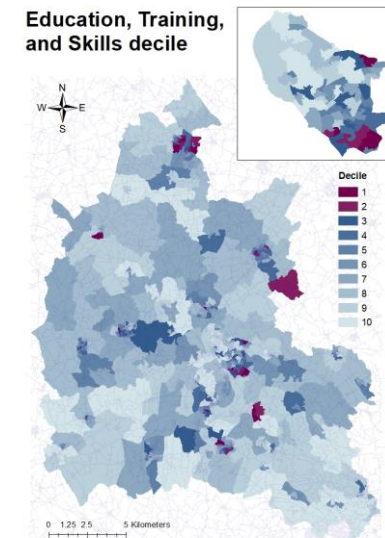 Education, Training,
and Skills decile
N
W E
S
Decile
1
2
3
4
5
6
7
8
9
10
0 1.25 2.5 5 Kilometers